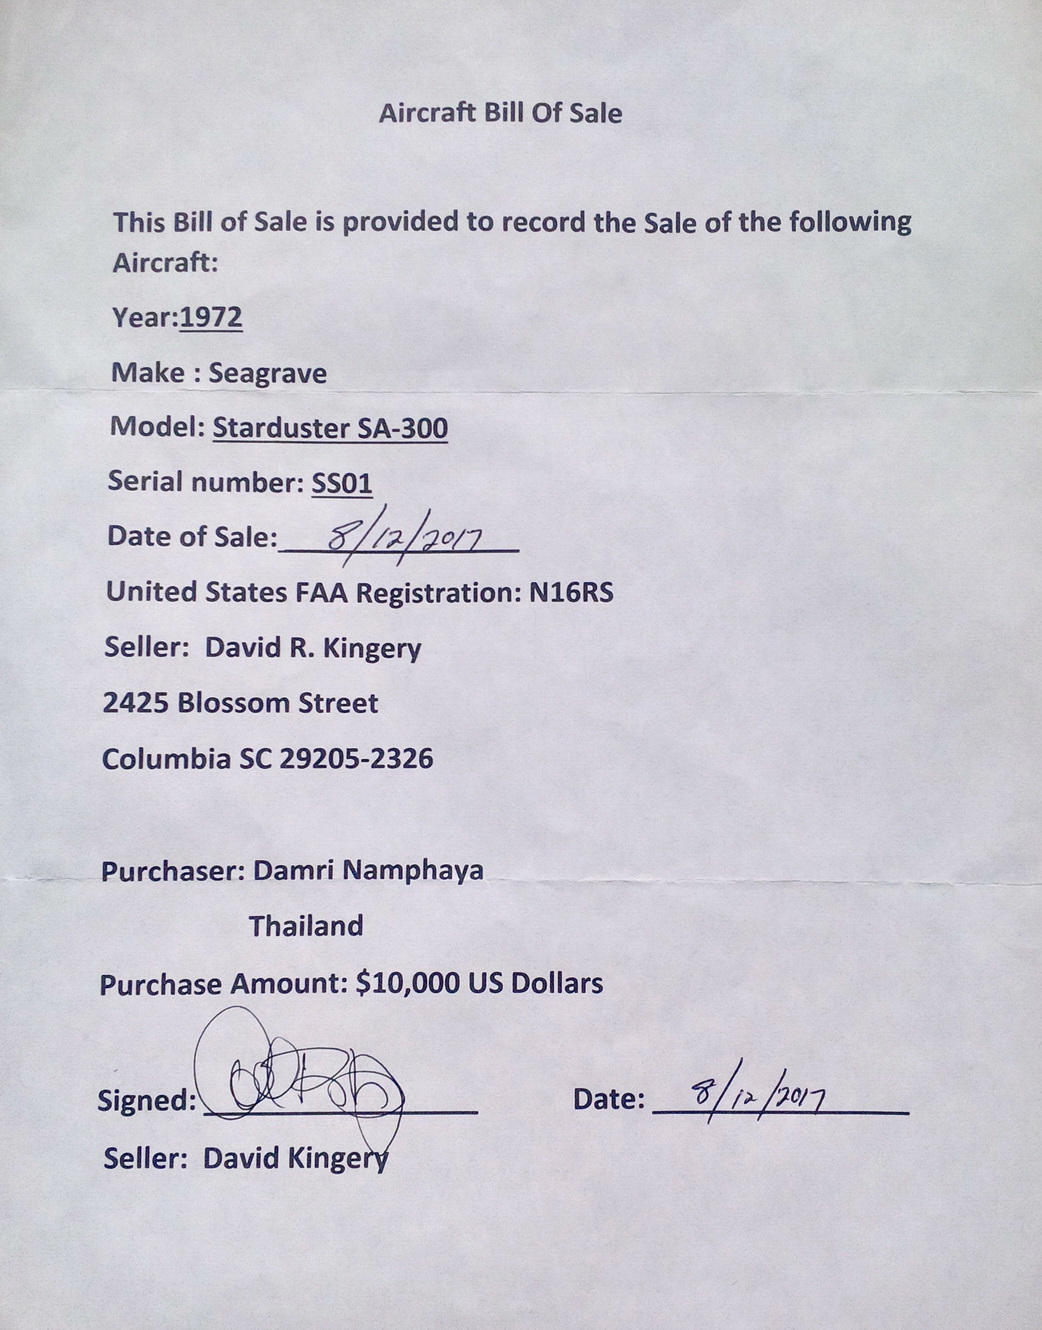 Aircraft Bill Of Sale
This Bill of Sale is provided to record the Sale of the following
Aircraft:
Year:1972
Make : Seagrave
Model: Starduster SA-300
Serial number: SS01
Date of Sale: 8/12/2017
United States FAA Registration: N16RS
Seller: David R. Kingery
2425 Blossom Street
Columbia SC 29205-2326
Purchaser: Damri Namphaya
Thailand
Purchase Amount: $10,000 US Dollars
Signed: Date: 8/12/2017
Seller: David Kingery